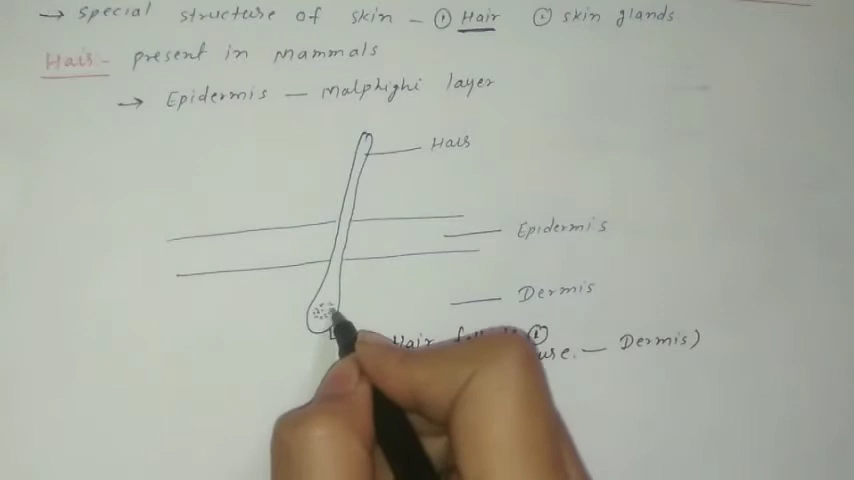 → special structure of skin - ① Hair ② skin glands
Hair - present in Mammals
→ Epidermis - Malphighi layer
Hair
Epidermis
Dermis
Hair
- Dermis)